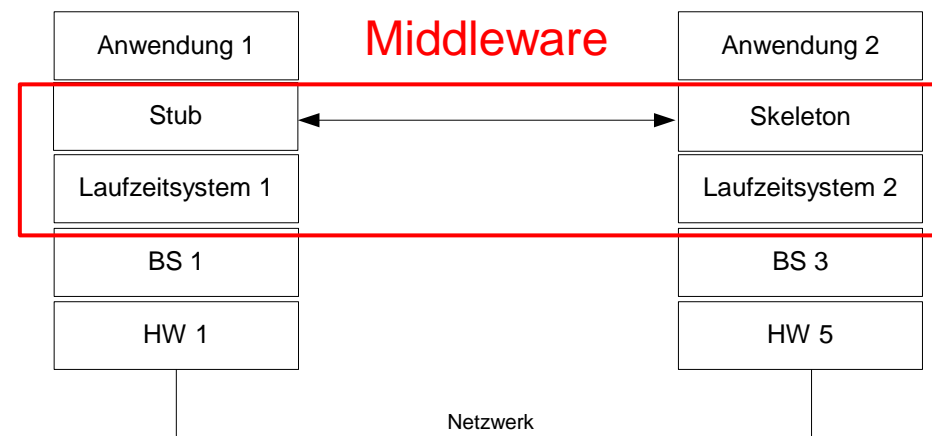 Anwendung 1
Middleware
Anwendung 2
Stub
Skeleton
Laufzeitsystem 1
Laufzeitsystem 2
BS 1
BS 3
HW 1
HW 5
Netzwerk